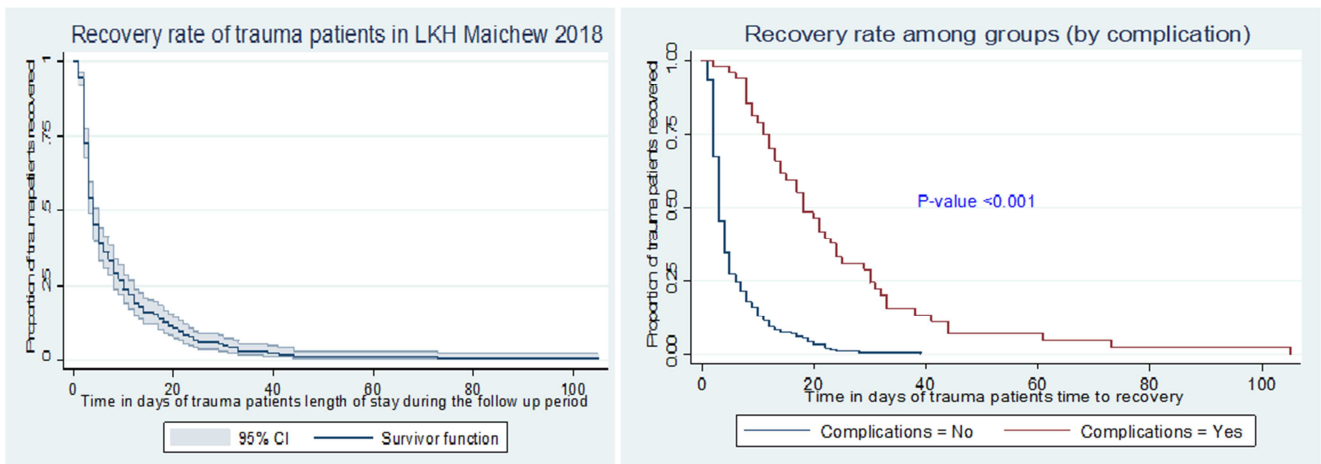 Recovery rate of trauma patients in LKH Maichew 2018
Proportion of trauma patients recovered
1
.75
.5
.25
0
0 20 40 60 80 100
Time in days of trauma patients length of stay during the follow up period
95% CI Survivor function
Recovery rate among groups (by complication)
Proportion of trauma patients recovered
1.00
0.75
0.50
0.25
0.00
P-value <0.001
0 20 40 60 80 100
Time in days of trauma patients time to recovery
Complications = No Complications = Yes